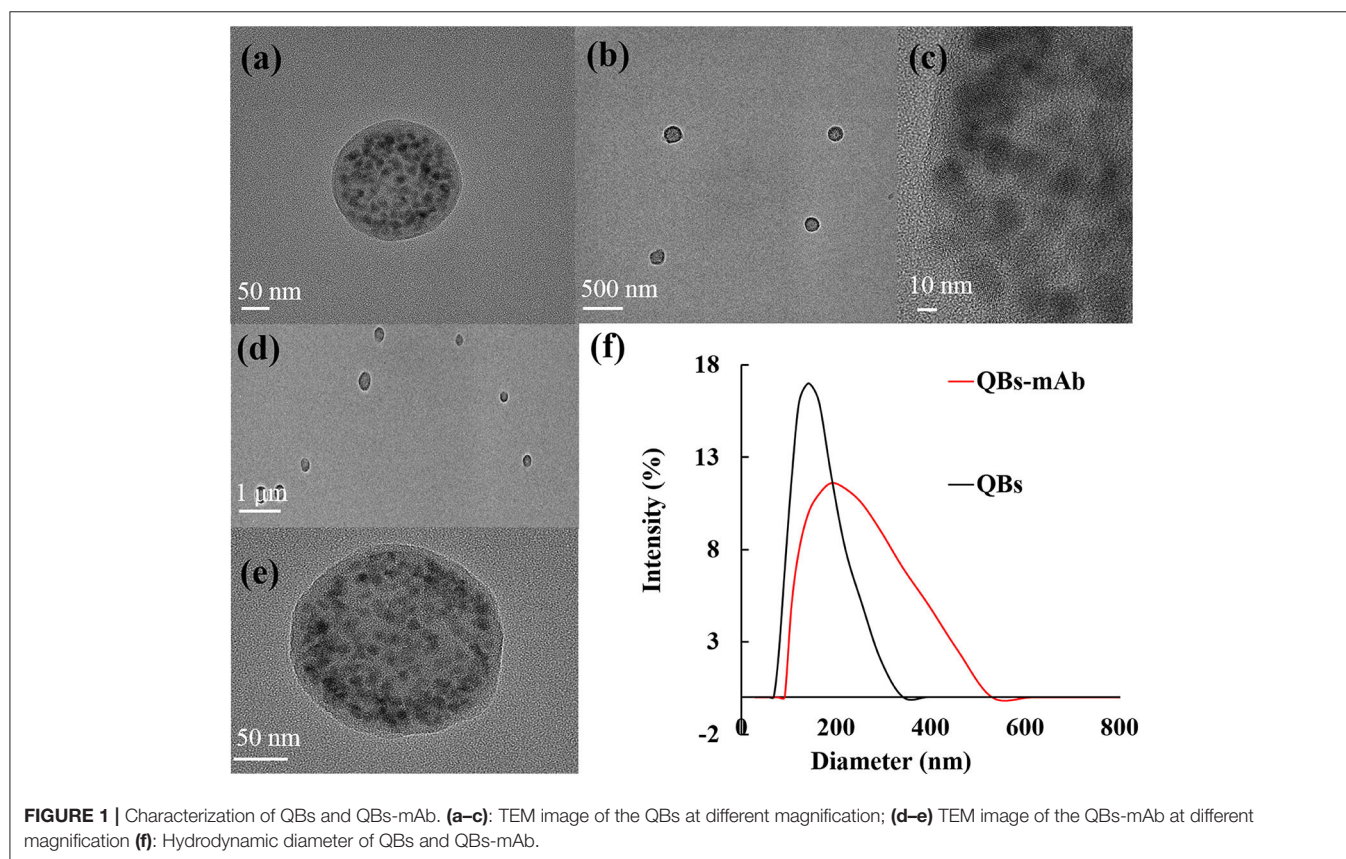 (a)
50 nm
(b)
500 nm
(c)
10 nm
(d)
1 μm
(e)
50 nm
(f)
18
13
8
3
-2
Intensity (%)
QBs-mAb
QBs
0
200
400
600
800
Diameter (nm)
FIGURE 1 | Characterization of QBs and QBs-mAb. (a–c): TEM image of the QBs at different magnification; (d–e) TEM image of the QBs-mAb at different
magnification (f): Hydrodynamic diameter of QBs and QBs-mAb.